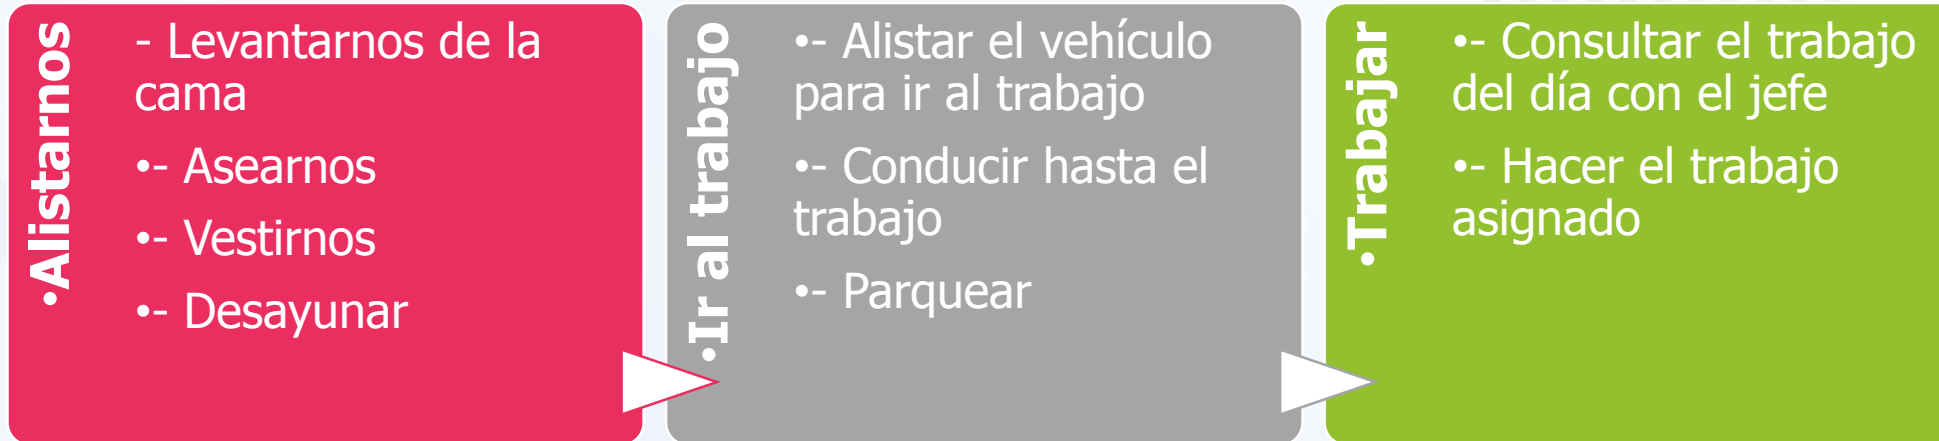 •Alistarnos
- Levantarnos de la
cama
•- Asearnos
•- Vestirnos
•- Desayunar
•Ir al trabajo
•- Alistar el vehículo
para ir al trabajo
•- Conducir hasta el
trabajo
•- Parquear
•Trabajar
•- Consultar el trabajo
del día con el jefe
•- Hacer el trabajo
asignado